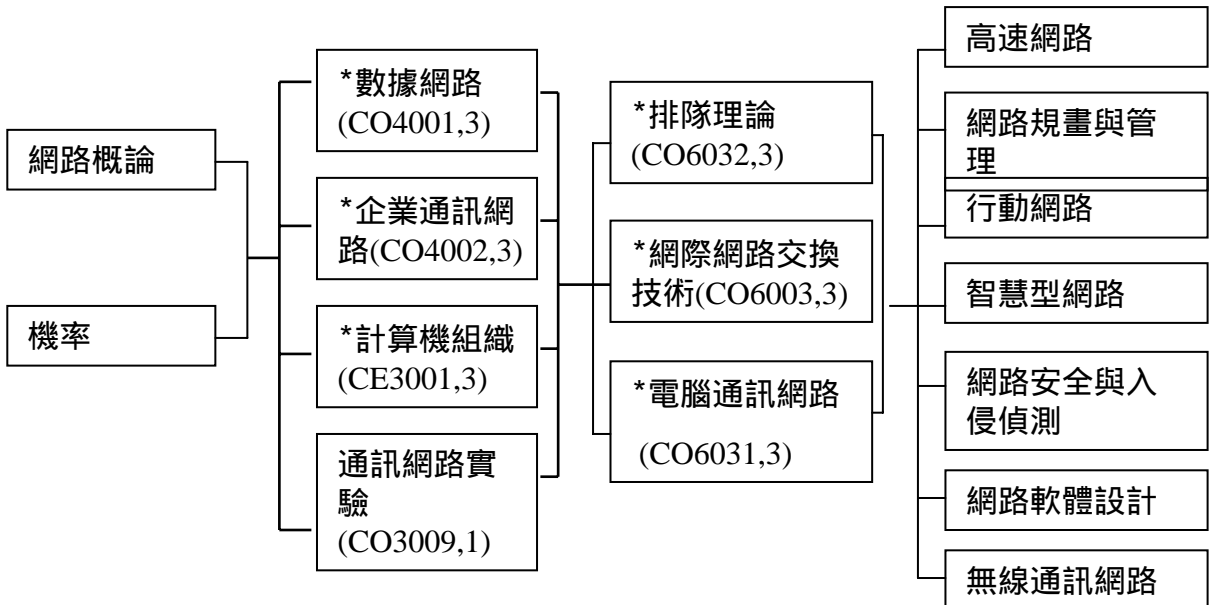 網路概論
機率
*數據網路
(CO4001,3)
*企業通訊網
路(CO4002,3)
*計算機組織
(CE3001,3)
通訊網路實
驗
(CO3009,1)
*排隊理論
(CO6032,3)
*網際網路交換
技術(CO6003,3)
*電腦通訊網路
(CO6031,3)
高速網路
網路規畫與管
理
行動網路
智慧型網路
網路安全與入
侵偵測
網路軟體設計
無線通訊網路